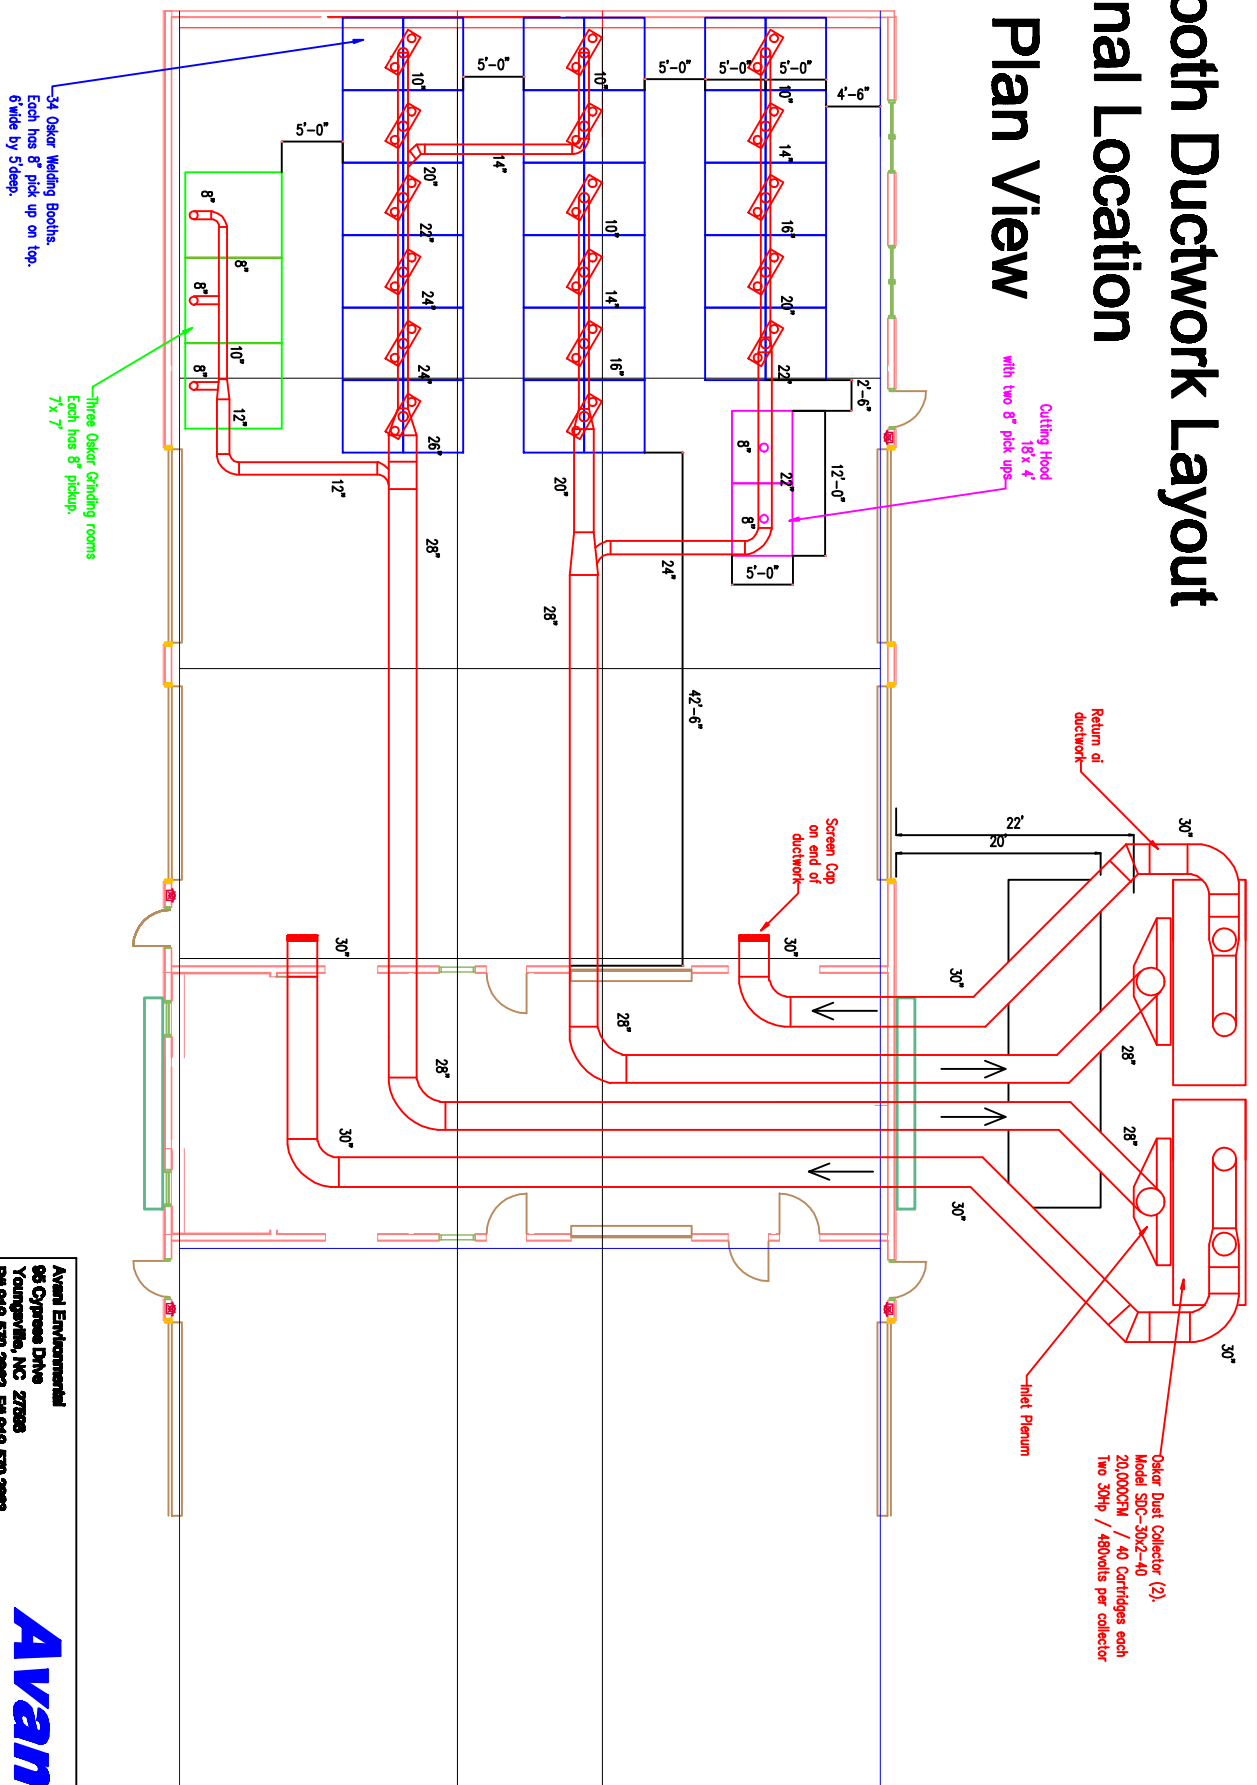 ooth Ductwork Layout
nal Location
Plan View
34 Oskar Welding Booths.
Each has 8" pick up on top.
6'wide by 5'deep.
Three Oskar Grinding rooms
Each has 8" pickup.
7'x 7'
Cutting Hood
18'x 4'
with two 8" pick ups
Return ai
ductwork
Screen Cap
on end of
ductwork
Inlet Plenum
Oskar Dust Collector (2).
Model SDC-30x2-40
20,000CFM / 40 Cartridges each
Two 30Hp / 480volts per collector
5'-0"
5'-0"
5'-0"
5'-0"
5'-0"
4'-6"
2'-6"
12'-0"
5'-0"
42'-6"
22'
20'
10"
14"
16"
20"
22"
22"
8"
8"
24"
10"
14"
10"
14"
16"
20"
28"
10"
20"
22"
24"
24"
26"
28"
8"
8"
8"
8"
10"
12"
12"
28"
28"
28"
28"
30"
30"
30"
30"
30"
30"
30"
Avani Environmental
95 Cypress Drive
Youngsville, NC 27596
Avan